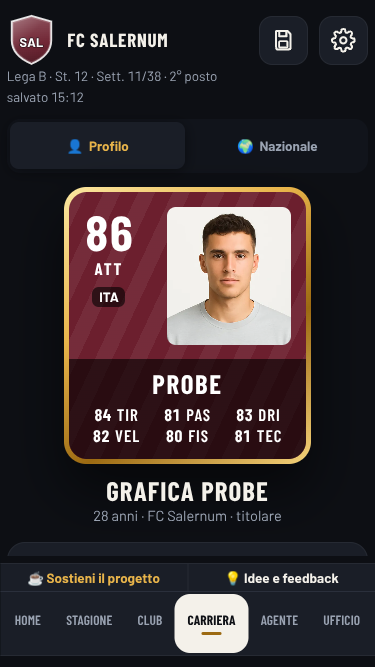 SAL
FC SALERNUM
Lega B · St. 12 · Sett. 11/38 · 2° posto
salvato 15:12
👤 Profilo
🌍 Nazionale
86
ATT
ITA
PROBE
84 TIR 81 PAS 83 DRI
82 VEL 80 FIS 81 TEC
GRAFICA PROBE
28 anni · FC Salernum · titolare
☕ Sostieni il progetto
💡 Idee e feedback
HOME STAGIONE CLUB CARRIERA AGENTE UFFICIO